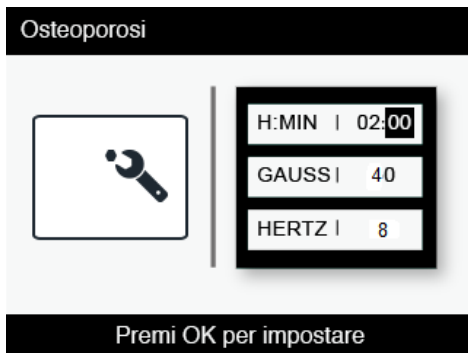 Osteoporosi
H:MIN | 02:00
GAUSS | 40
HERTZ | 8
Premi OK per impostare